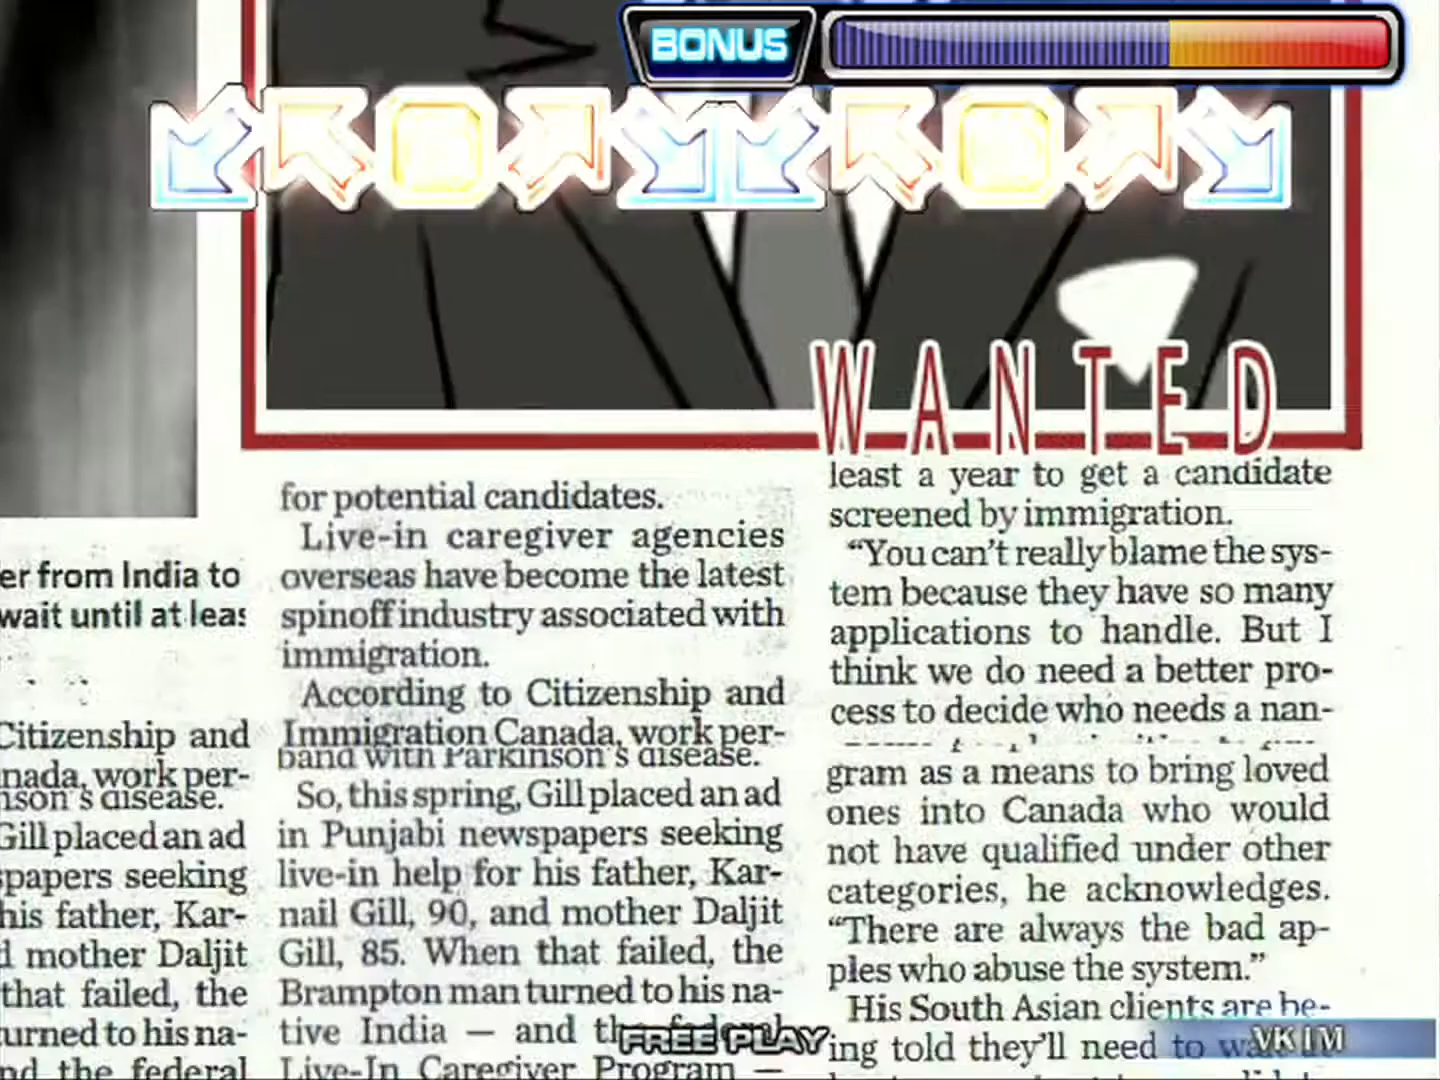 BONUS
WANTED
er from India to
wait until at leas
Citizenship and
nada, work per-
nson's disease.
Gill placed an ad
spapers seeking
his father, Kar-
d mother Daljit
that failed, the
urned to his na-
nd the federal
for potential candidates.
Live-in caregiver agencies
overseas have become the latest
spinoff industry associated with
immigration.
According to Citizenship and
Immigration Canada, work per-
band with Parkinson's disease.
So, this spring, Gill placed an ad
in Punjabi newspapers seeking
live-in help for his father, Kar-
nail Gill, 90, and mother Daljit
Gill, 85. When that failed, the
Brampton man turned to his na-
tive India — and the federal
Live-In Caregiver Program —
least a year to get a candidate
screened by immigration.
“You can't really blame the sys-
tem because they have so many
applications to handle. But I
think we do need a better pro-
cess to decide who needs a nan-
gram as a means to bring loved
ones into Canada who would
not have qualified under other
categories, he acknowledges.
“There are always the bad ap-
ples who abuse the system.”
His South Asian clients are be-
ing told they'll need to
FREE PLAY
VK1M